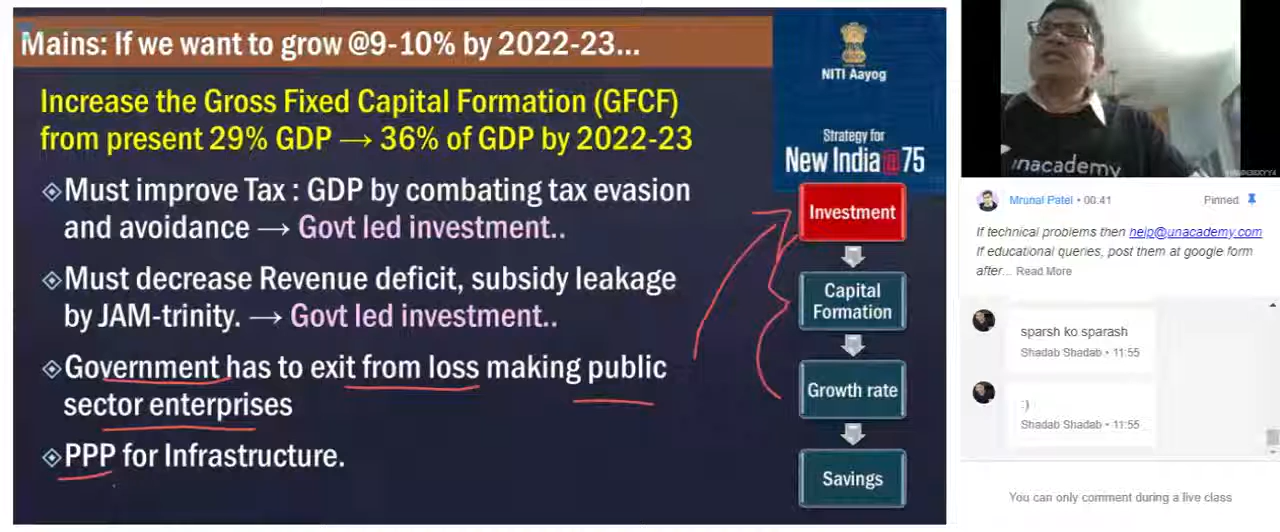 Mains: If we want to grow @9-10% by 2022-23...
Increase the Gross Fixed Capital Formation (GFCF)
from present 29% GDP → 36% of GDP by 2022-23
Must improve Tax : GDP by combating tax evasion
and avoidance → Govt led investment..
Must decrease Revenue deficit, subsidy leakage
by JAM-trinity. → Govt led investment..
Government has to exit from loss making public
sector enterprises
PPP for Infrastructure.
NITI Aayog
Strategy for
New India@75
Investment
Capital
Formation
Growth rate
Savings
unacademy
Mrunal Patel • 00.41
Pinned
If technical problems then help@unacademy.com
If educational queries, post them at google form
after... Read More
sparsh ko sparash
Shadab Shadab • 11:55
:)
Shadab Shadab • 11:55
You can only comment during a live class